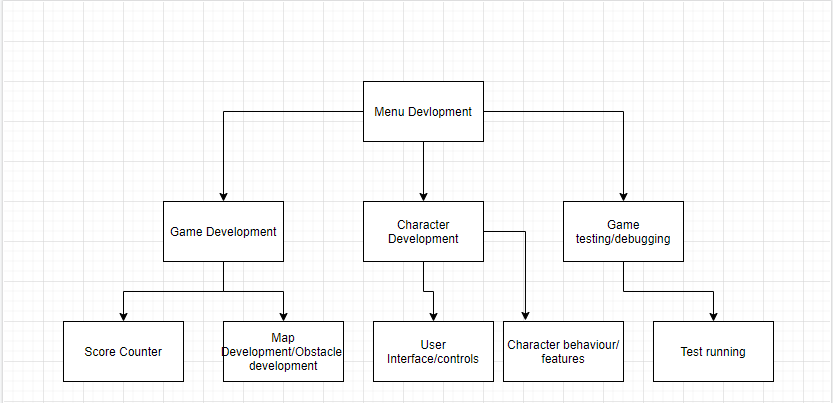 Menu Devlopment
Game Development
Character
Development
Game
testing/debugging
Score Counter
Map
Development/Obstacle
development
User
Interface/controls
Character behaviour/
features
Test running